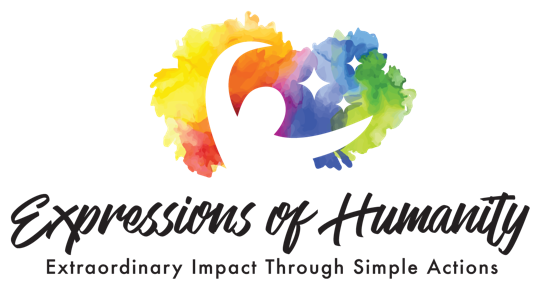 Expressions of Humanity
Extraordinary Impact Through Simple Actions